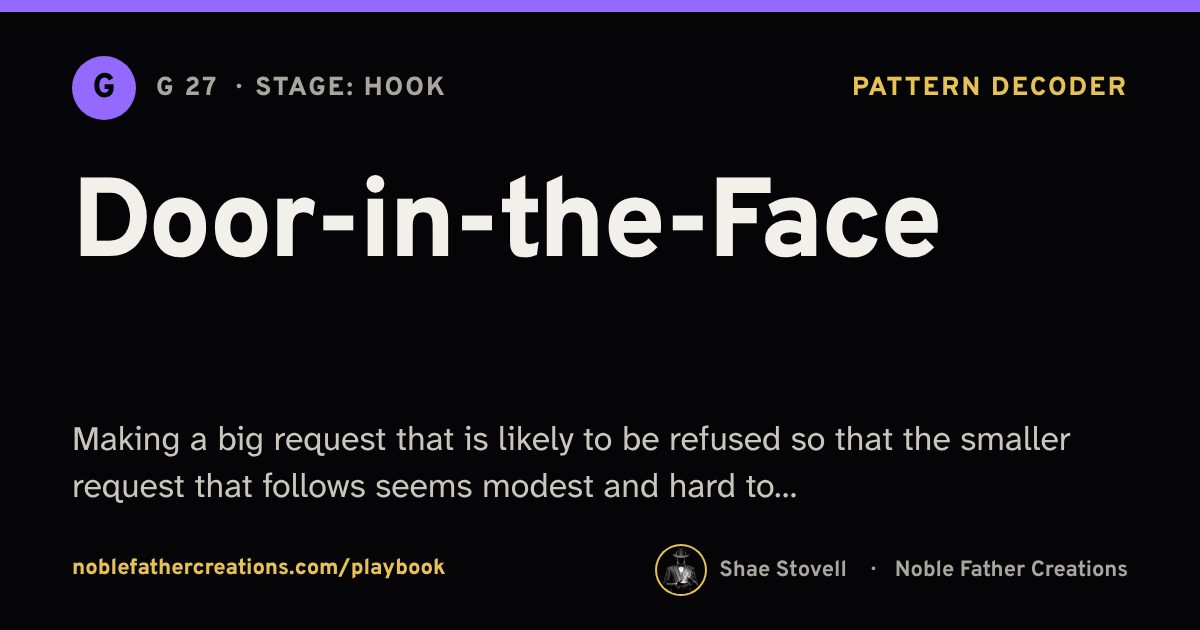 G
G 27 · STAGE: HOOK
PATTERN DECODER
Door-in-the-Face
Making a big request that is likely to be refused so that the smaller
request that follows seems modest and hard to...
noblefathercreations.com/playbook
Shae Stovell · Noble Father Creations